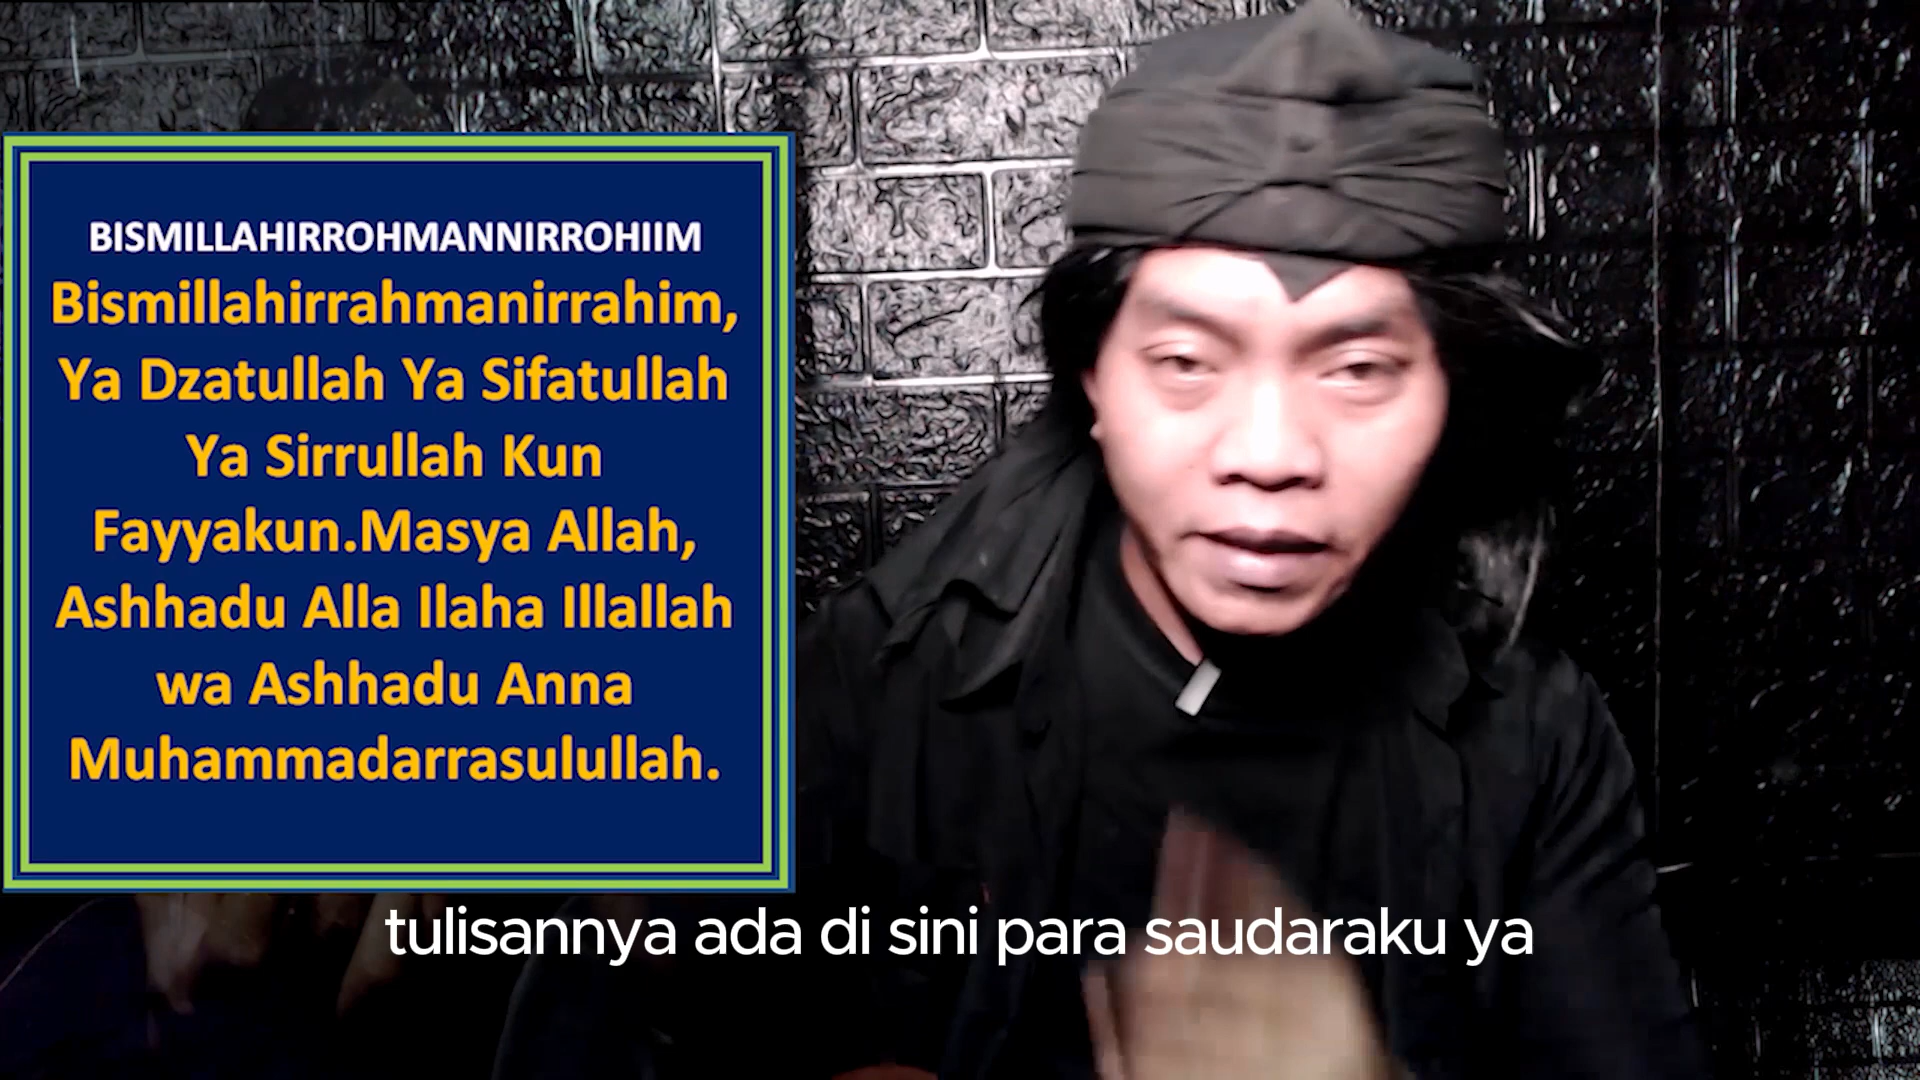 BISMILLAHIRROHMANNIRROHIIM
Bismillahirrahmanirrahim,
Ya Dzatullah Ya Sifatullah
Ya Sirrullah Kun
Fayyakun.Masya Allah,
Ashhadu Alla Ilaha Illallah
wa Ashhadu Anna
Muhammadarrasulullah.
tulisannya ada di sini para saudaraku ya